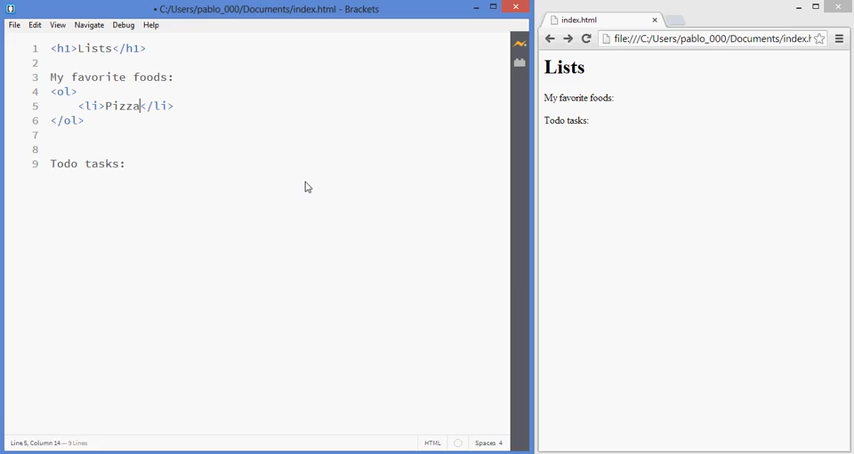 • C:/Users/pablo_000/Documents/index.html - Brackets
File Edit View Navigate Debug Help
1 <h1>Lists</h1>
2
3 My favorite foods:
4 <ol>
5 <li>Pizza</li>
6 </ol>
7
8
9 Todo tasks:
Line 5, Column 14 — 9 Lines
HTML
Spaces 4
index.html
file:///C:/Users/pablo_000/Documents/index.h
Lists
My favorite foods:
Todo tasks: